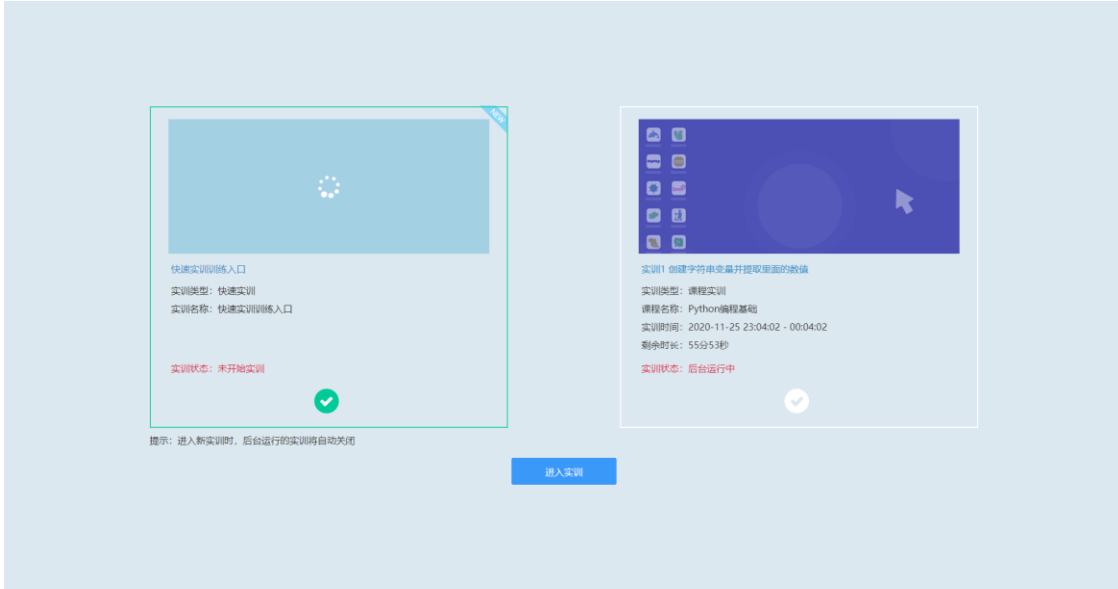 NEW
快速实训训练入口
实训类型：快速实训
实训名称：快速实训训练入口
实训状态：未开始实训
提示：进入新实训时，后台运行的实训将自动关闭
实训1 创建字符串变量并提取里面的数值
实训类型：课程实训
课程名称：Python编程基础
实训时间：2020-11-25 23:04:02 - 00:04:02
剩余时长：55分53秒
实训状态：后台运行中
进入实训